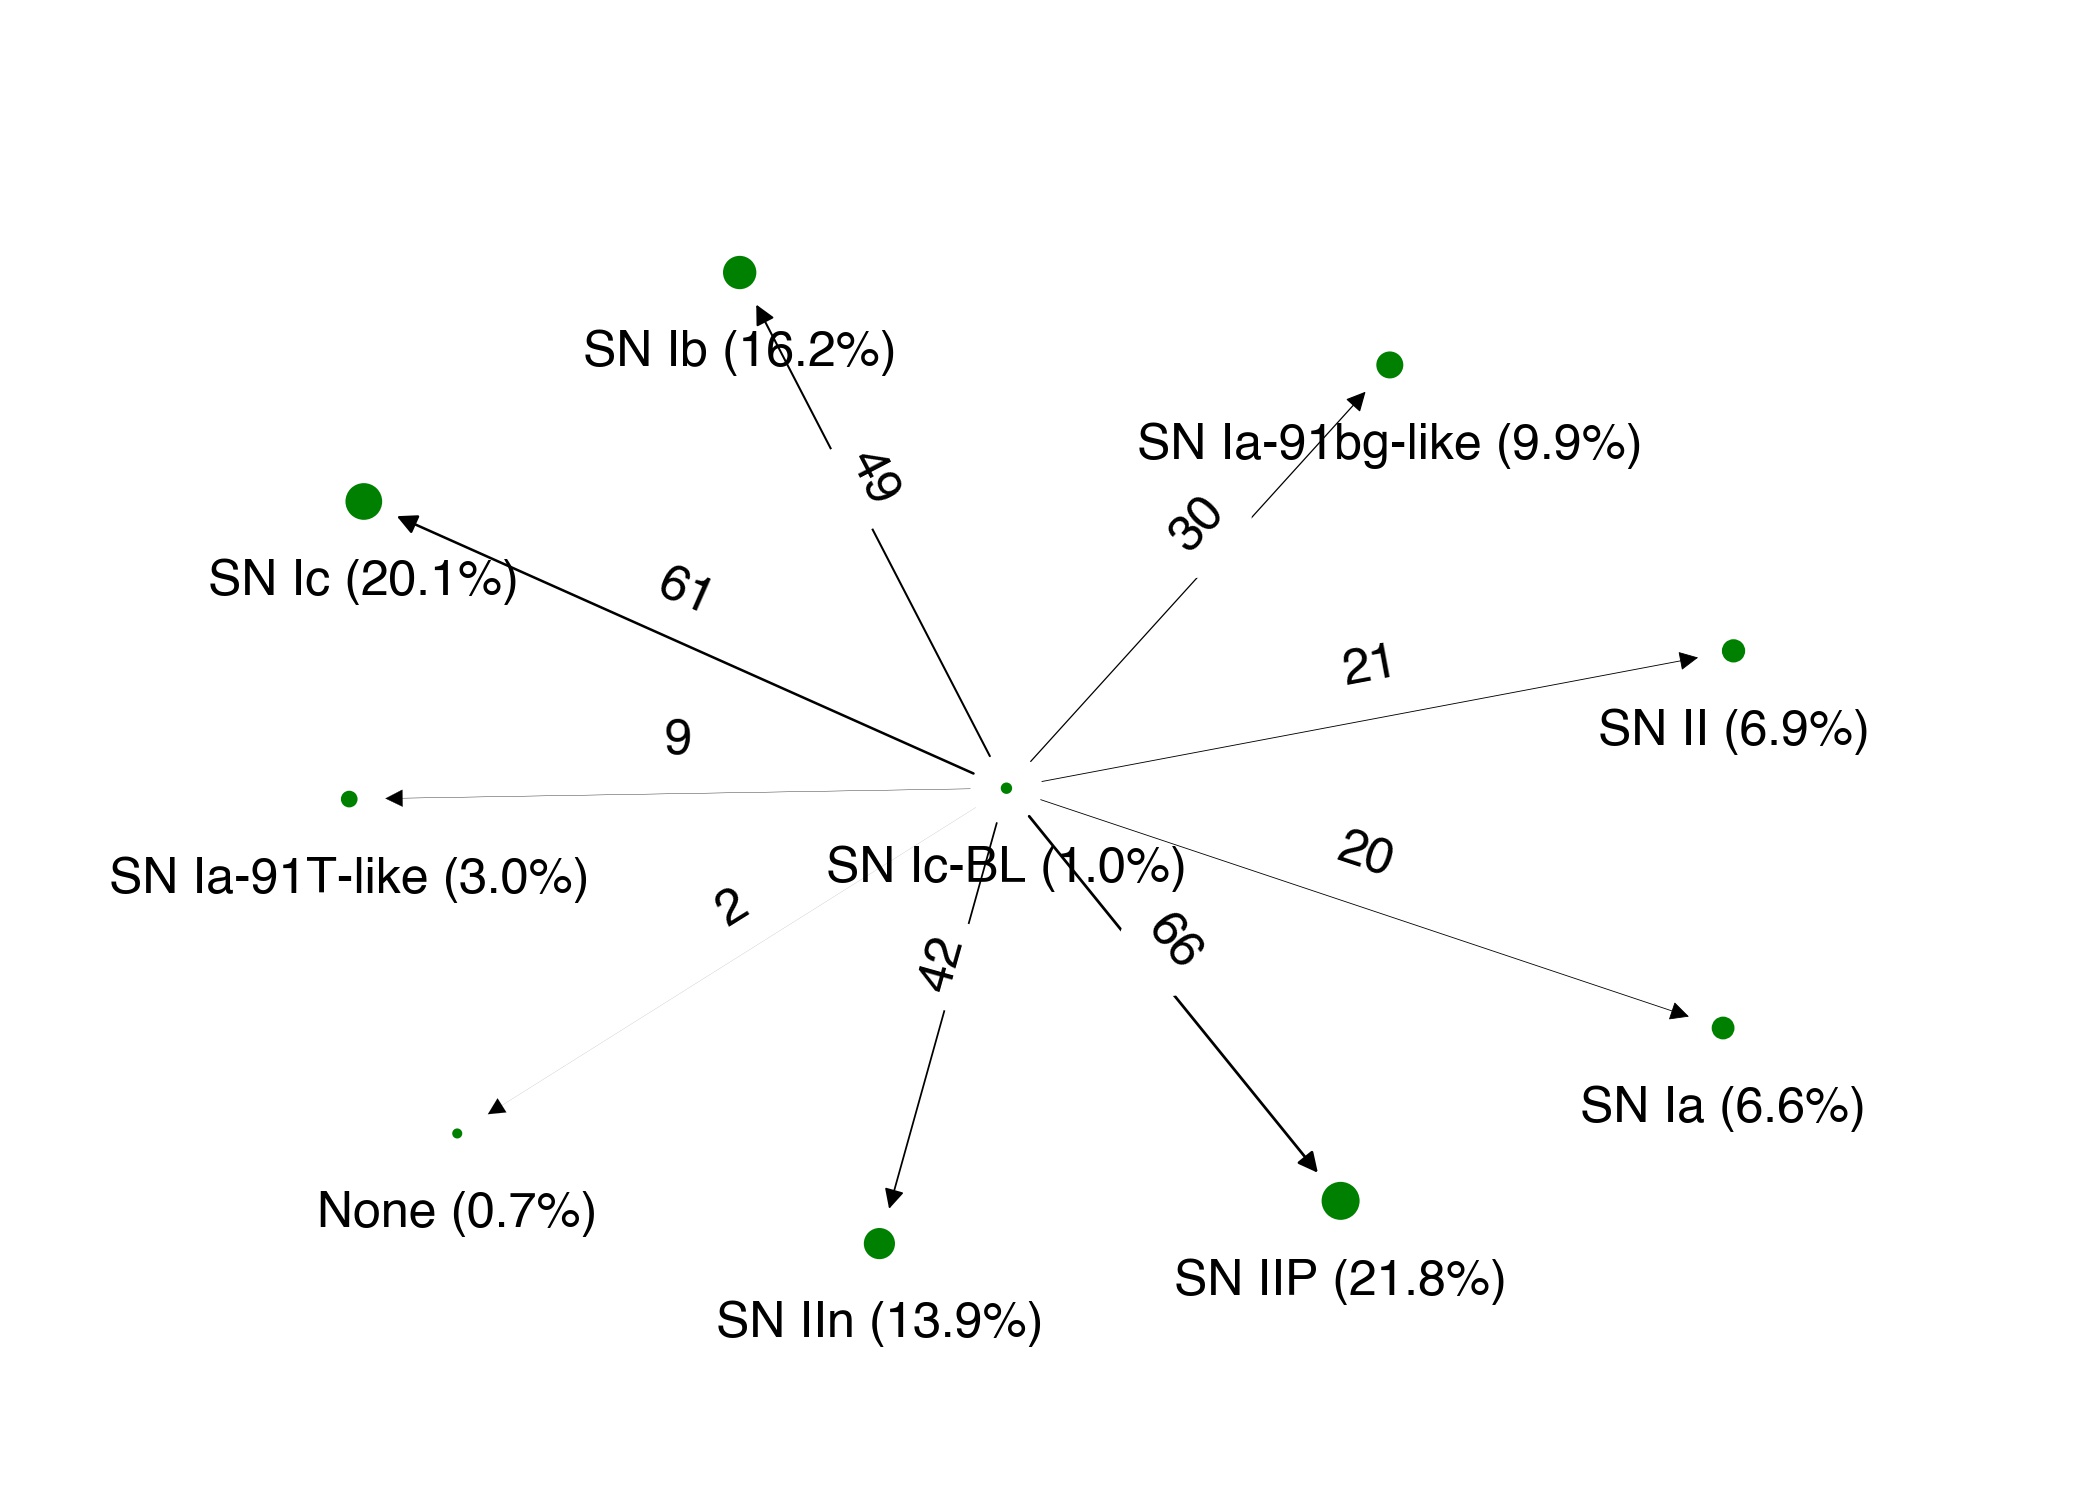 SN Ib (16.2%)
SN Ia-91bg-like (9.9%)
49
30
SN Ic (20.1%)
61
21
SN II (6.9%)
9
SN Ia-91T-like (3.0%)
SN Ic-BL (1.0%)
20
2
42
66
SN Ia (6.6%)
None (0.7%)
SN IIP (21.8%)
SN IIn (13.9%)